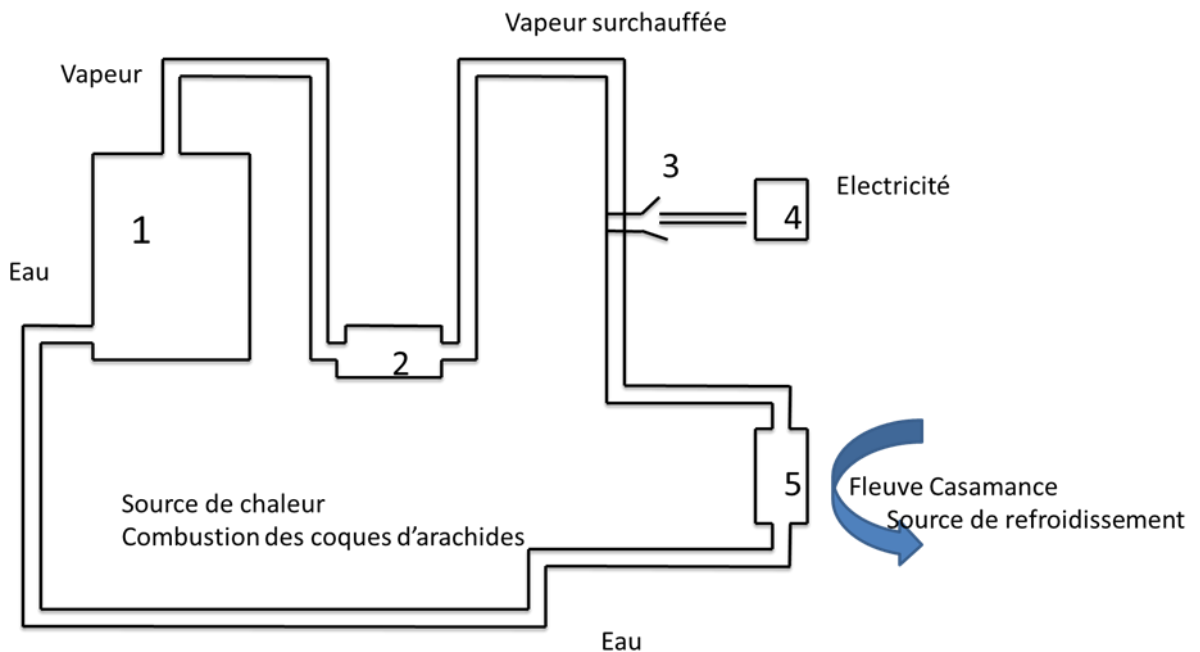 Vapeur surchauffée
Vapeur
3
Electricité
4
1
Eau
2
5
Fleuve Casamance
Source de refroidissement
Source de chaleur
Combustion des coques d'arachides
Eau